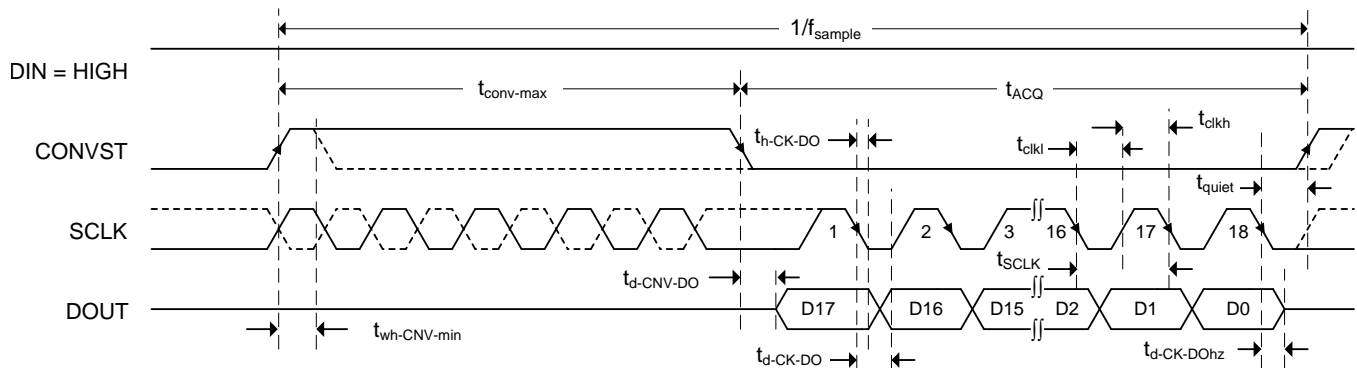 1/fsample
DIN = HIGH
tconv-max
tACQ
tclkh
CONVST
th-CK-DO
tclkl
tquiet
SCLK
1 2 3 16 17 18
tSCLK
td-CNV-DO
DOUT
D17 D16 D15 D2 D1 D0
twh-CNV-min
td-CK-DO
td-CK-DOhz